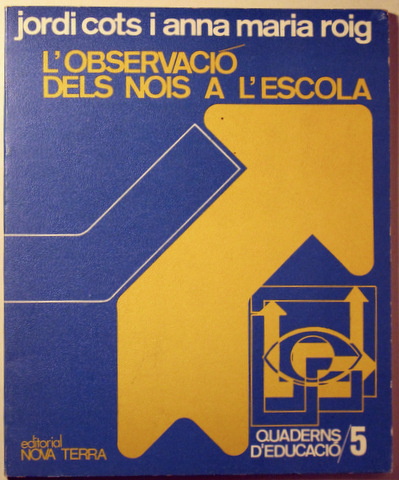 jordi cots i anna maria roig
L'OBSERVACIÓ
DELS NOIS A L'ESCOLA
editorial
NOVA TERRA
QUADERNS
D'EDUCACIÓ/5